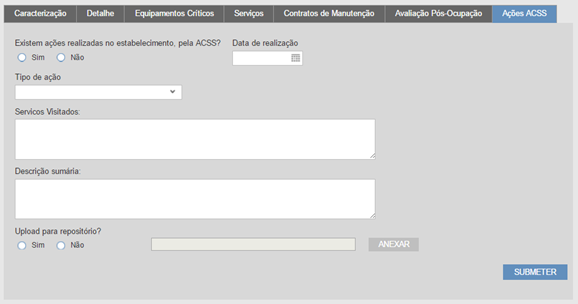 Caracterização Detalhe Equipamentos Críticos Serviços Contratos de Manutenção Avaliação Pós-Ocupação Ações ACSS
Existem ações realizadas no estabelecimento, pela ACSS? Data de realização
Sim Não
Tipo de ação
Servicos Visitados:
Descrição sumária:
Upload para repositório?
Sim Não ANEXAR
SUBMETER